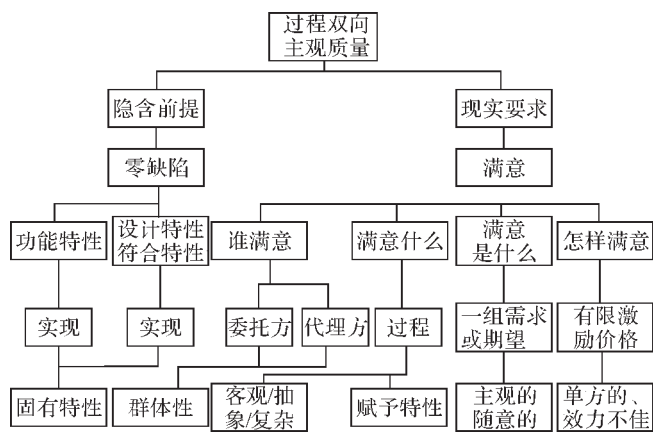 过程双向
主观质量
隐含前提
现实要求
零缺陷
满意
功能特性
设计特性
符合特性
谁满意
满意什么
满意
是什么
怎样满意
实现
实现
委托方
代理方
过程
一组需求
或期望
有限激
励价格
固有特性
群体性
客观/抽
象/复杂
赋予特性
主观的
随意的
单方的、
效力不佳